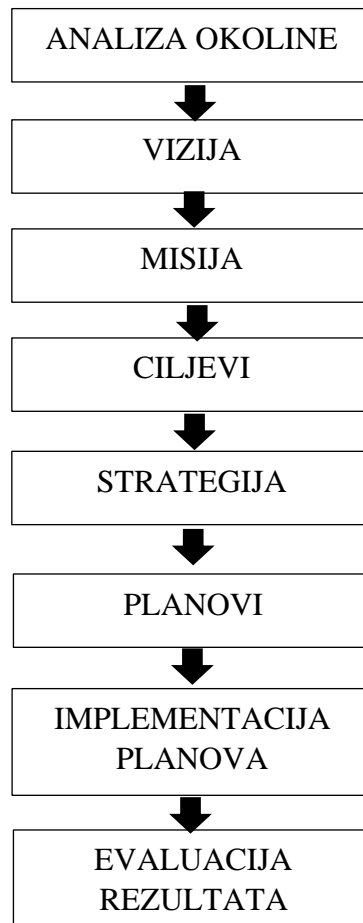 ANALIZA OKOLINE
VIZIJA
MISIJA
CILJEVI
STRATEGIJA
PLANOVI
IMPLEMENTACIJA
PLANOVA
EVALUACIJA
REZULTATA